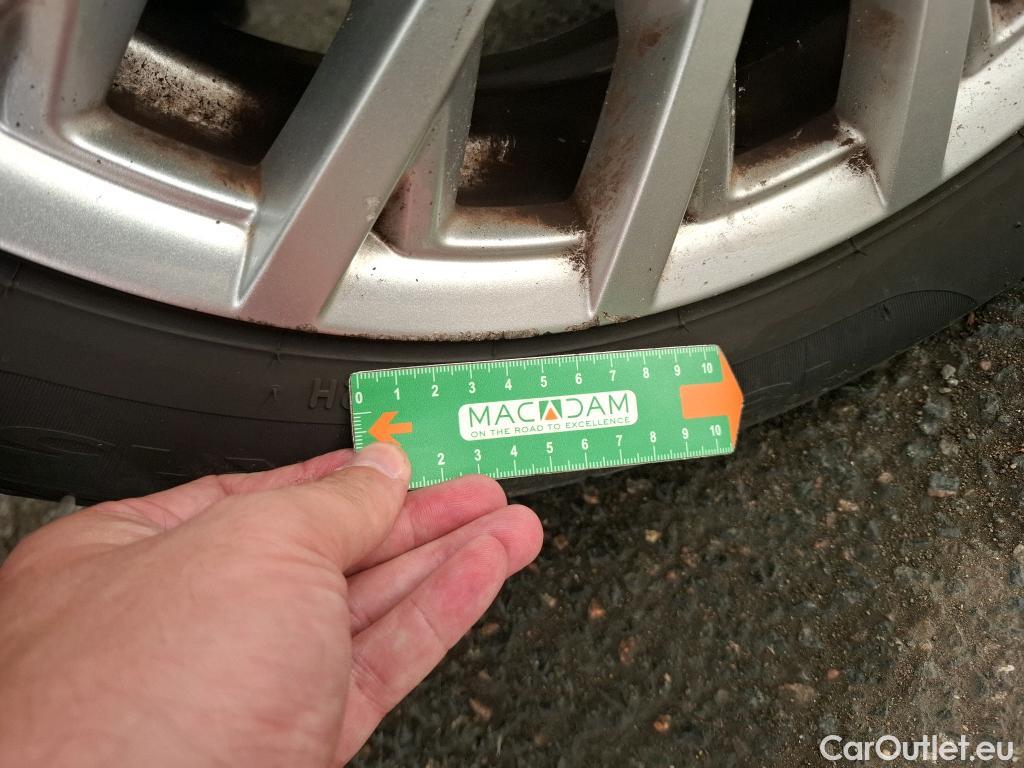 0 1 2 3 4 5 6 7 8 9 10
MACADAM
ON THE ROAD TO EXCELLENCE
2 3 4 5 6 7 8 9 10
CarOutlet.eu